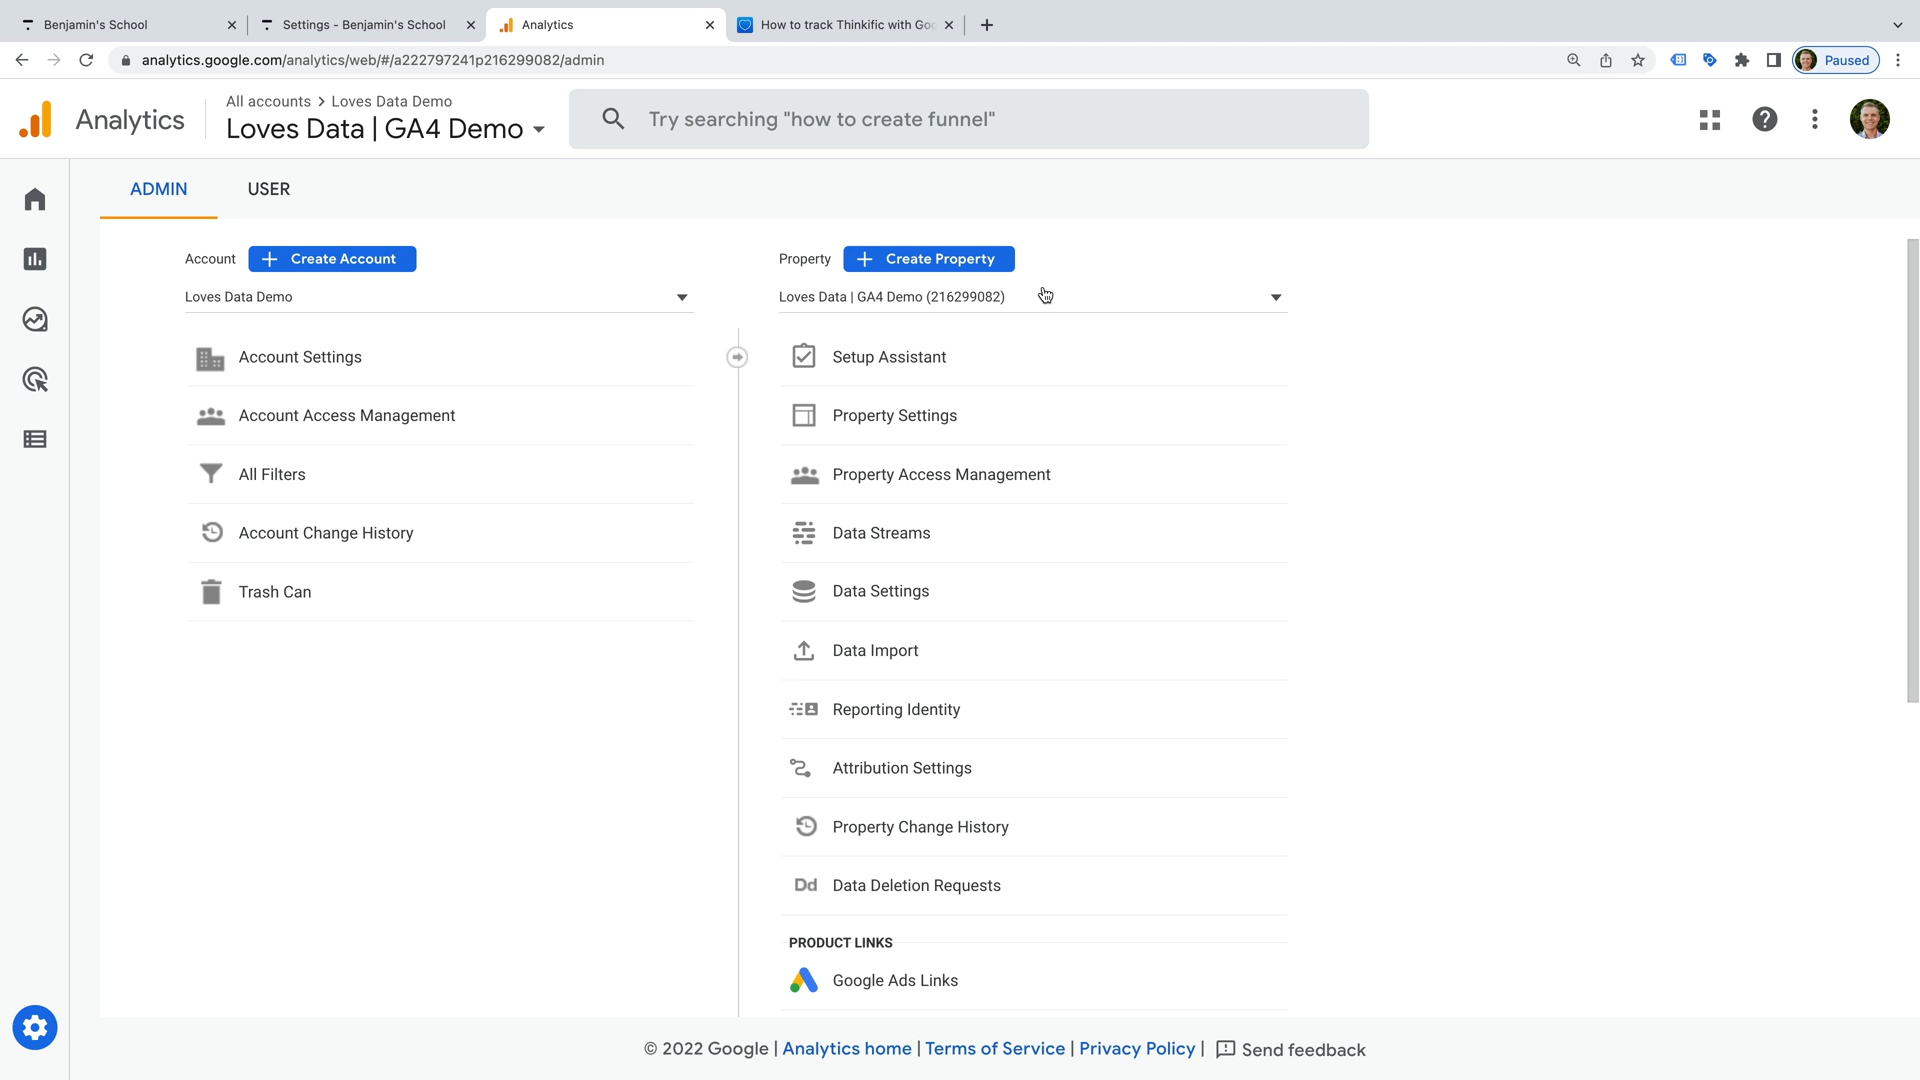 Benjamin's School
Settings - Benjamin's School
Analytics
How to track Thinkific with Goo
analytics.google.com/analytics/web/#/a222797241p216299082/admin
Paused
Analytics
All accounts > Loves Data Demo
Loves Data | GA4 Demo
Try searching "how to create funnel"
ADMIN
USER
Account
+ Create Account
Property
+ Create Property
Loves Data Demo
Loves Data | GA4 Demo (216299082)
Account Settings
Account Access Management
All Filters
Account Change History
Trash Can
Setup Assistant
Property Settings
Property Access Management
Data Streams
Data Settings
Data Import
Reporting Identity
Attribution Settings
Property Change History
Dd Data Deletion Requests
PRODUCT LINKS
Google Ads Links
© 2022 Google | Analytics home | Terms of Service | Privacy Policy | Send feedback